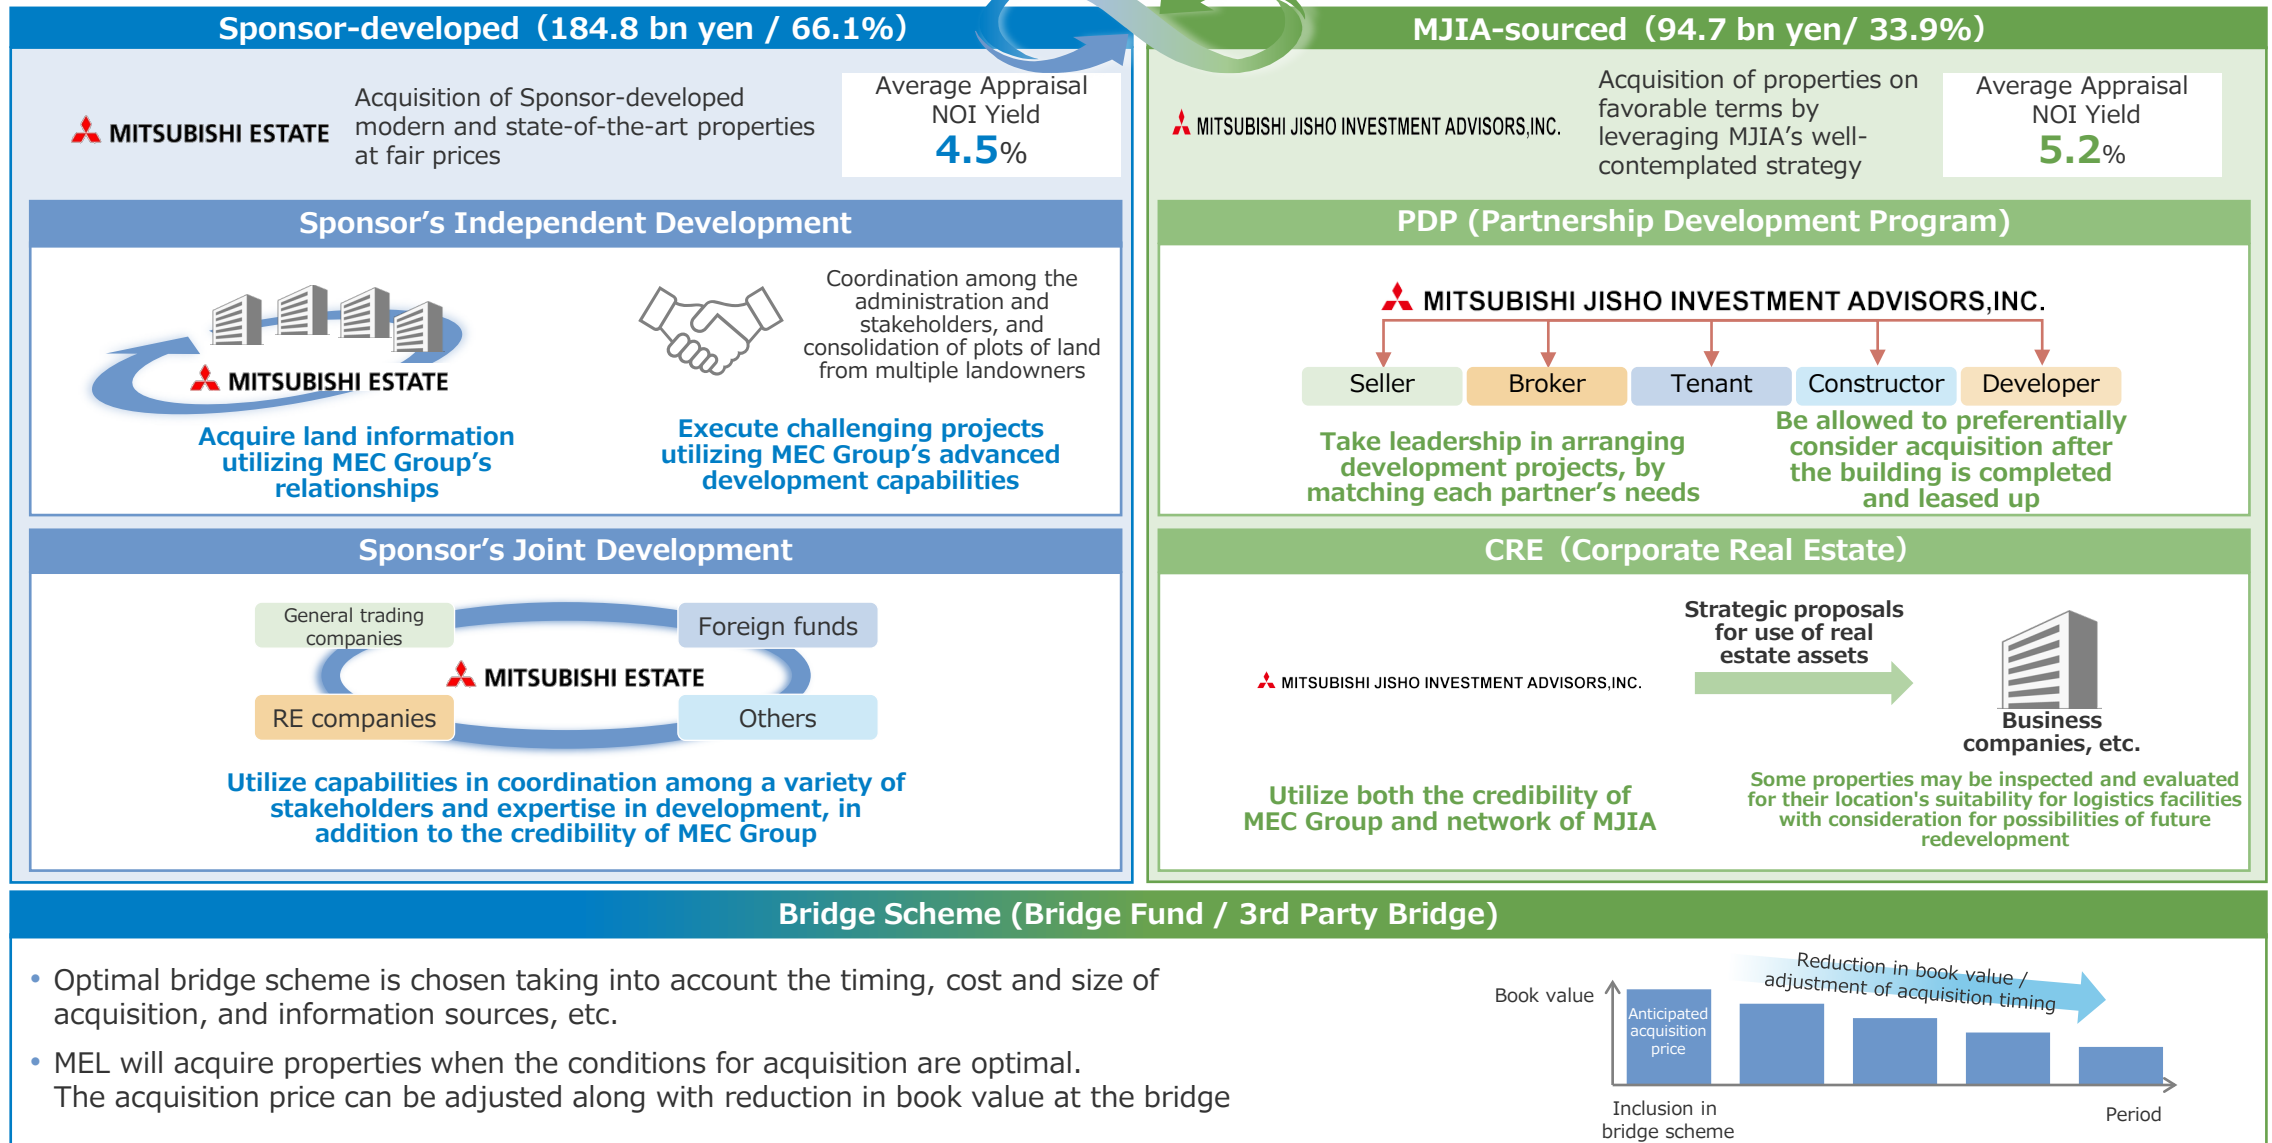 Sponsor-developed（184.8 bn yen / 66.1%）
MITSUBISHI ESTATE
Acquisition of Sponsor-developed
modern and state-of-the-art properties
at fair prices
Average Appraisal
NOI Yield
4.5%
Sponsor’s Independent Development
MITSUBISHI ESTATE
Acquire land information
utilizing MEC Group’s
relationships
Coordination among the
administration and
stakeholders, and
consolidation of plots of land
from multiple landowners
Execute challenging projects
utilizing MEC Group’s advanced
development capabilities
Sponsor’s Joint Development
General trading
companies
Foreign funds
MITSUBISHI ESTATE
RE companies
Others
Utilize capabilities in coordination among a variety of
stakeholders and expertise in development, in
addition to the credibility of MEC Group
MJIA-sourced（94.7 bn yen/ 33.9%）
MITSUBISHI JISHO INVESTMENT ADVISORS,INC.
Acquisition of properties on
favorable terms by
leveraging MJIA’s well-
contemplated strategy
Average Appraisal
NOI Yield
5.2%
PDP (Partnership Development Program)
MITSUBISHI JISHO INVESTMENT ADVISORS,INC.
Seller
Broker
Tenant
Constructor
Developer
Take leadership in arranging
development projects, by
matching each partner’s needs
Be allowed to preferentially
consider acquisition after
the building is completed
and leased up
CRE（Corporate Real Estate）
MITSUBISHI JISHO INVESTMENT ADVISORS,INC.
Strategic proposals
for use of real
estate assets
Business
companies, etc.
Utilize both the credibility of
MEC Group and network of MJIA
Some properties may be inspected and evaluated
for their location's suitability for logistics facilities
with consideration for possibilities of future
redevelopment
Bridge Scheme (Bridge Fund / 3rd Party Bridge)
• Optimal bridge scheme is chosen taking into account the timing, cost and size of
acquisition, and information sources, etc.
• MEL will acquire properties when the conditions for acquisition are optimal.
The acquisition price can be adjusted along with reduction in book value at the bridge
Reduction in book value /
adjustment of acquisition timing
Book value
Anticipated
acquisition
price
Inclusion in
bridge scheme
Period